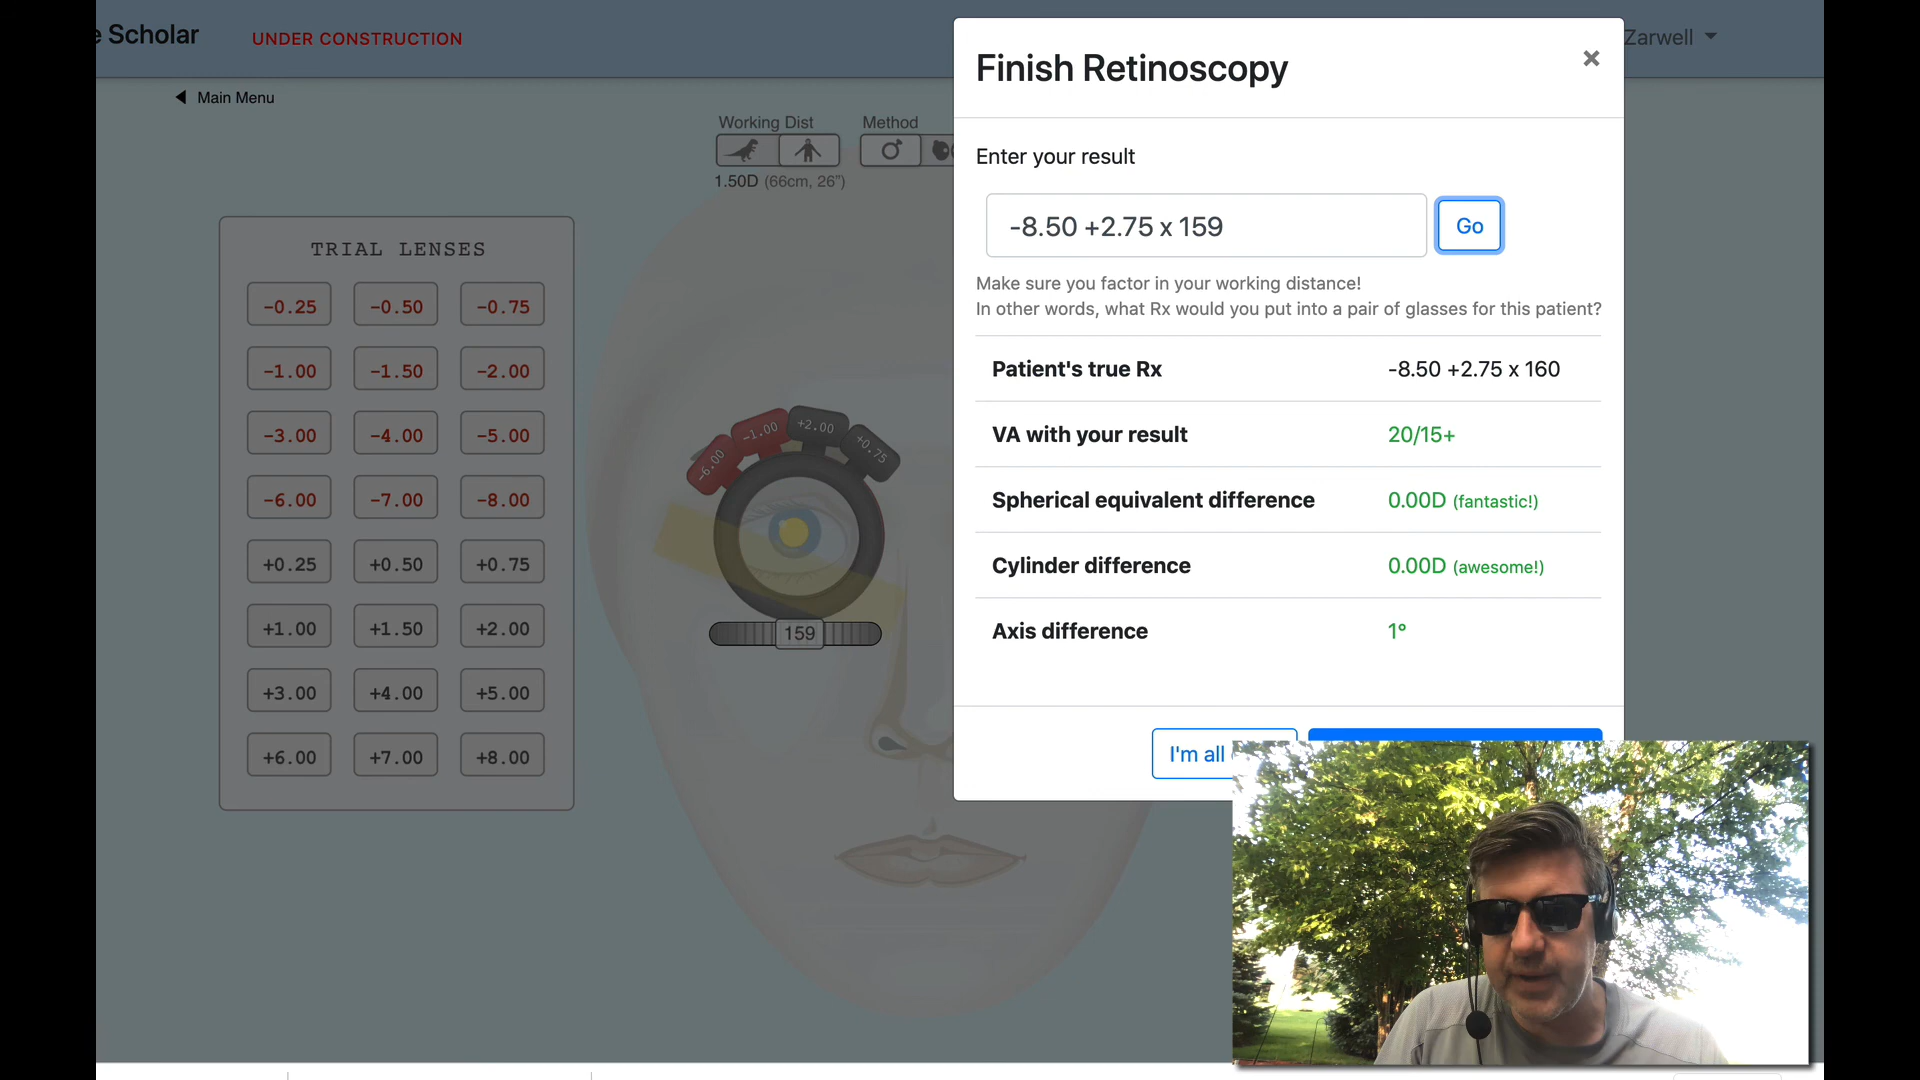 e Scholar
UNDER CONSTRUCTION
Zarwell
Main Menu
Working Dist
Method
1.50D (66cm, 26”)
TRIAL LENSES
-0.25 -0.50 -0.75
-1.00 -1.50 -2.00
-3.00 -4.00 -5.00
-6.00 -7.00 -8.00
+0.25 +0.50 +0.75
+1.00 +1.50 +2.00
+3.00 +4.00 +5.00
+6.00 +7.00 +8.00
-6.00
-1.00
+2.00
+0.75
159
Finish Retinoscopy
×
Enter your result
-8.50 +2.75 x 159
Go
Make sure you factor in your working distance!
In other words, what Rx would you put into a pair of glasses for this patient?
Patient's true Rx -8.50 +2.75 x 160
VA with your result 20/15+
Spherical equivalent difference 0.00D (fantastic!)
Cylinder difference 0.00D (awesome!)
Axis difference 1°
I'm all